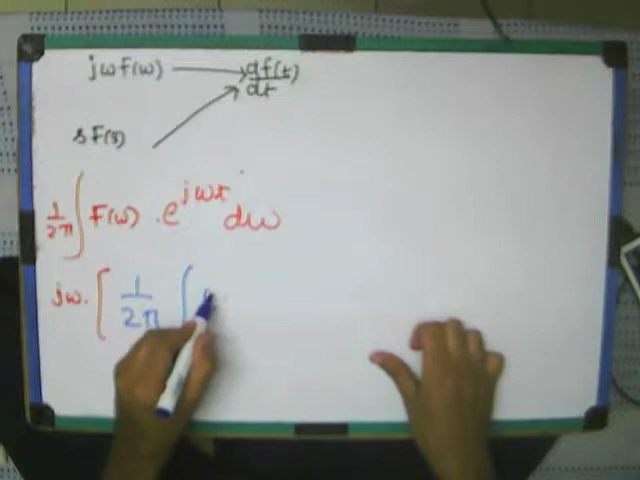 jωF(ω) → df(t)/dt
sF(s)
1/2π ∫ F(ω) · e^jωt dω
jω. [ 1/2π ∫